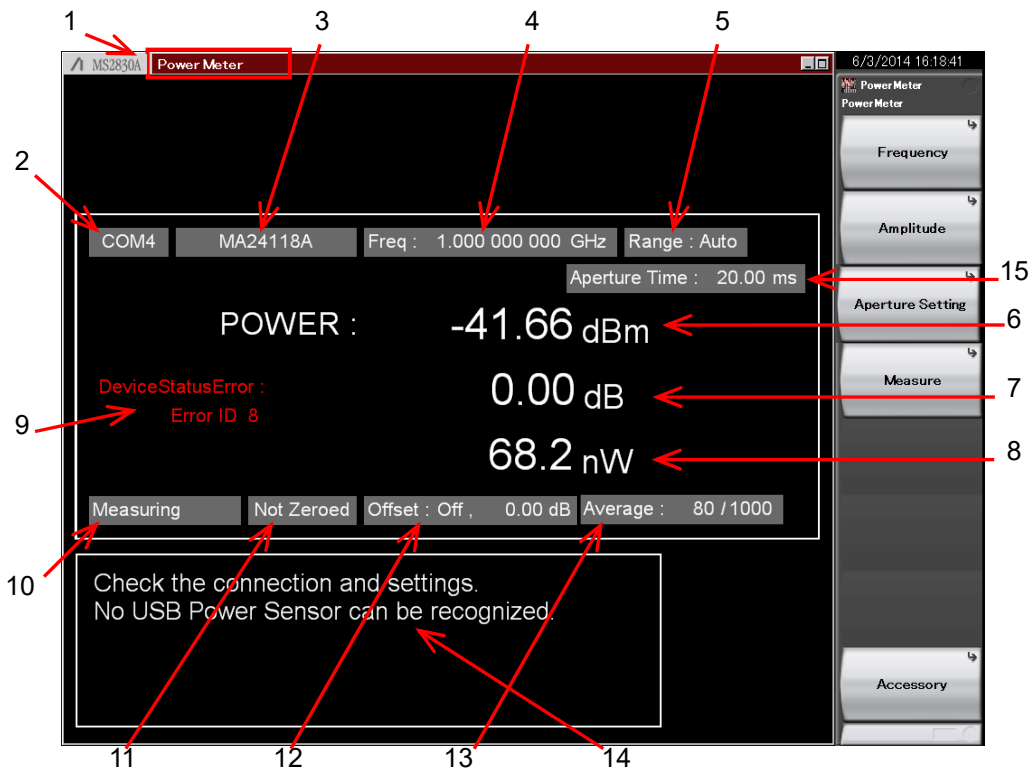 1
3
4
5
MS2830A Power Meter
6/3/2014 16:18:41
Power Meter
Power Meter
Frequency
2
COM4 MA24118A Freq : 1.000 000 000 GHz Range : Auto
Amplitude
Aperture Time : 20.00 ms
15
Aperture Setting
POWER : -41.66 dBm
6
DeviceStatusError :
Error ID 8
0.00 dB
Measure
7
9
68.2 nW
8
Measuring Not Zeroed Offset : Off , 0.00 dB Average : 80 / 1000
10
Check the connection and settings.
No USB Power Sensor can be recognized.
Accessory
11
12
13
14